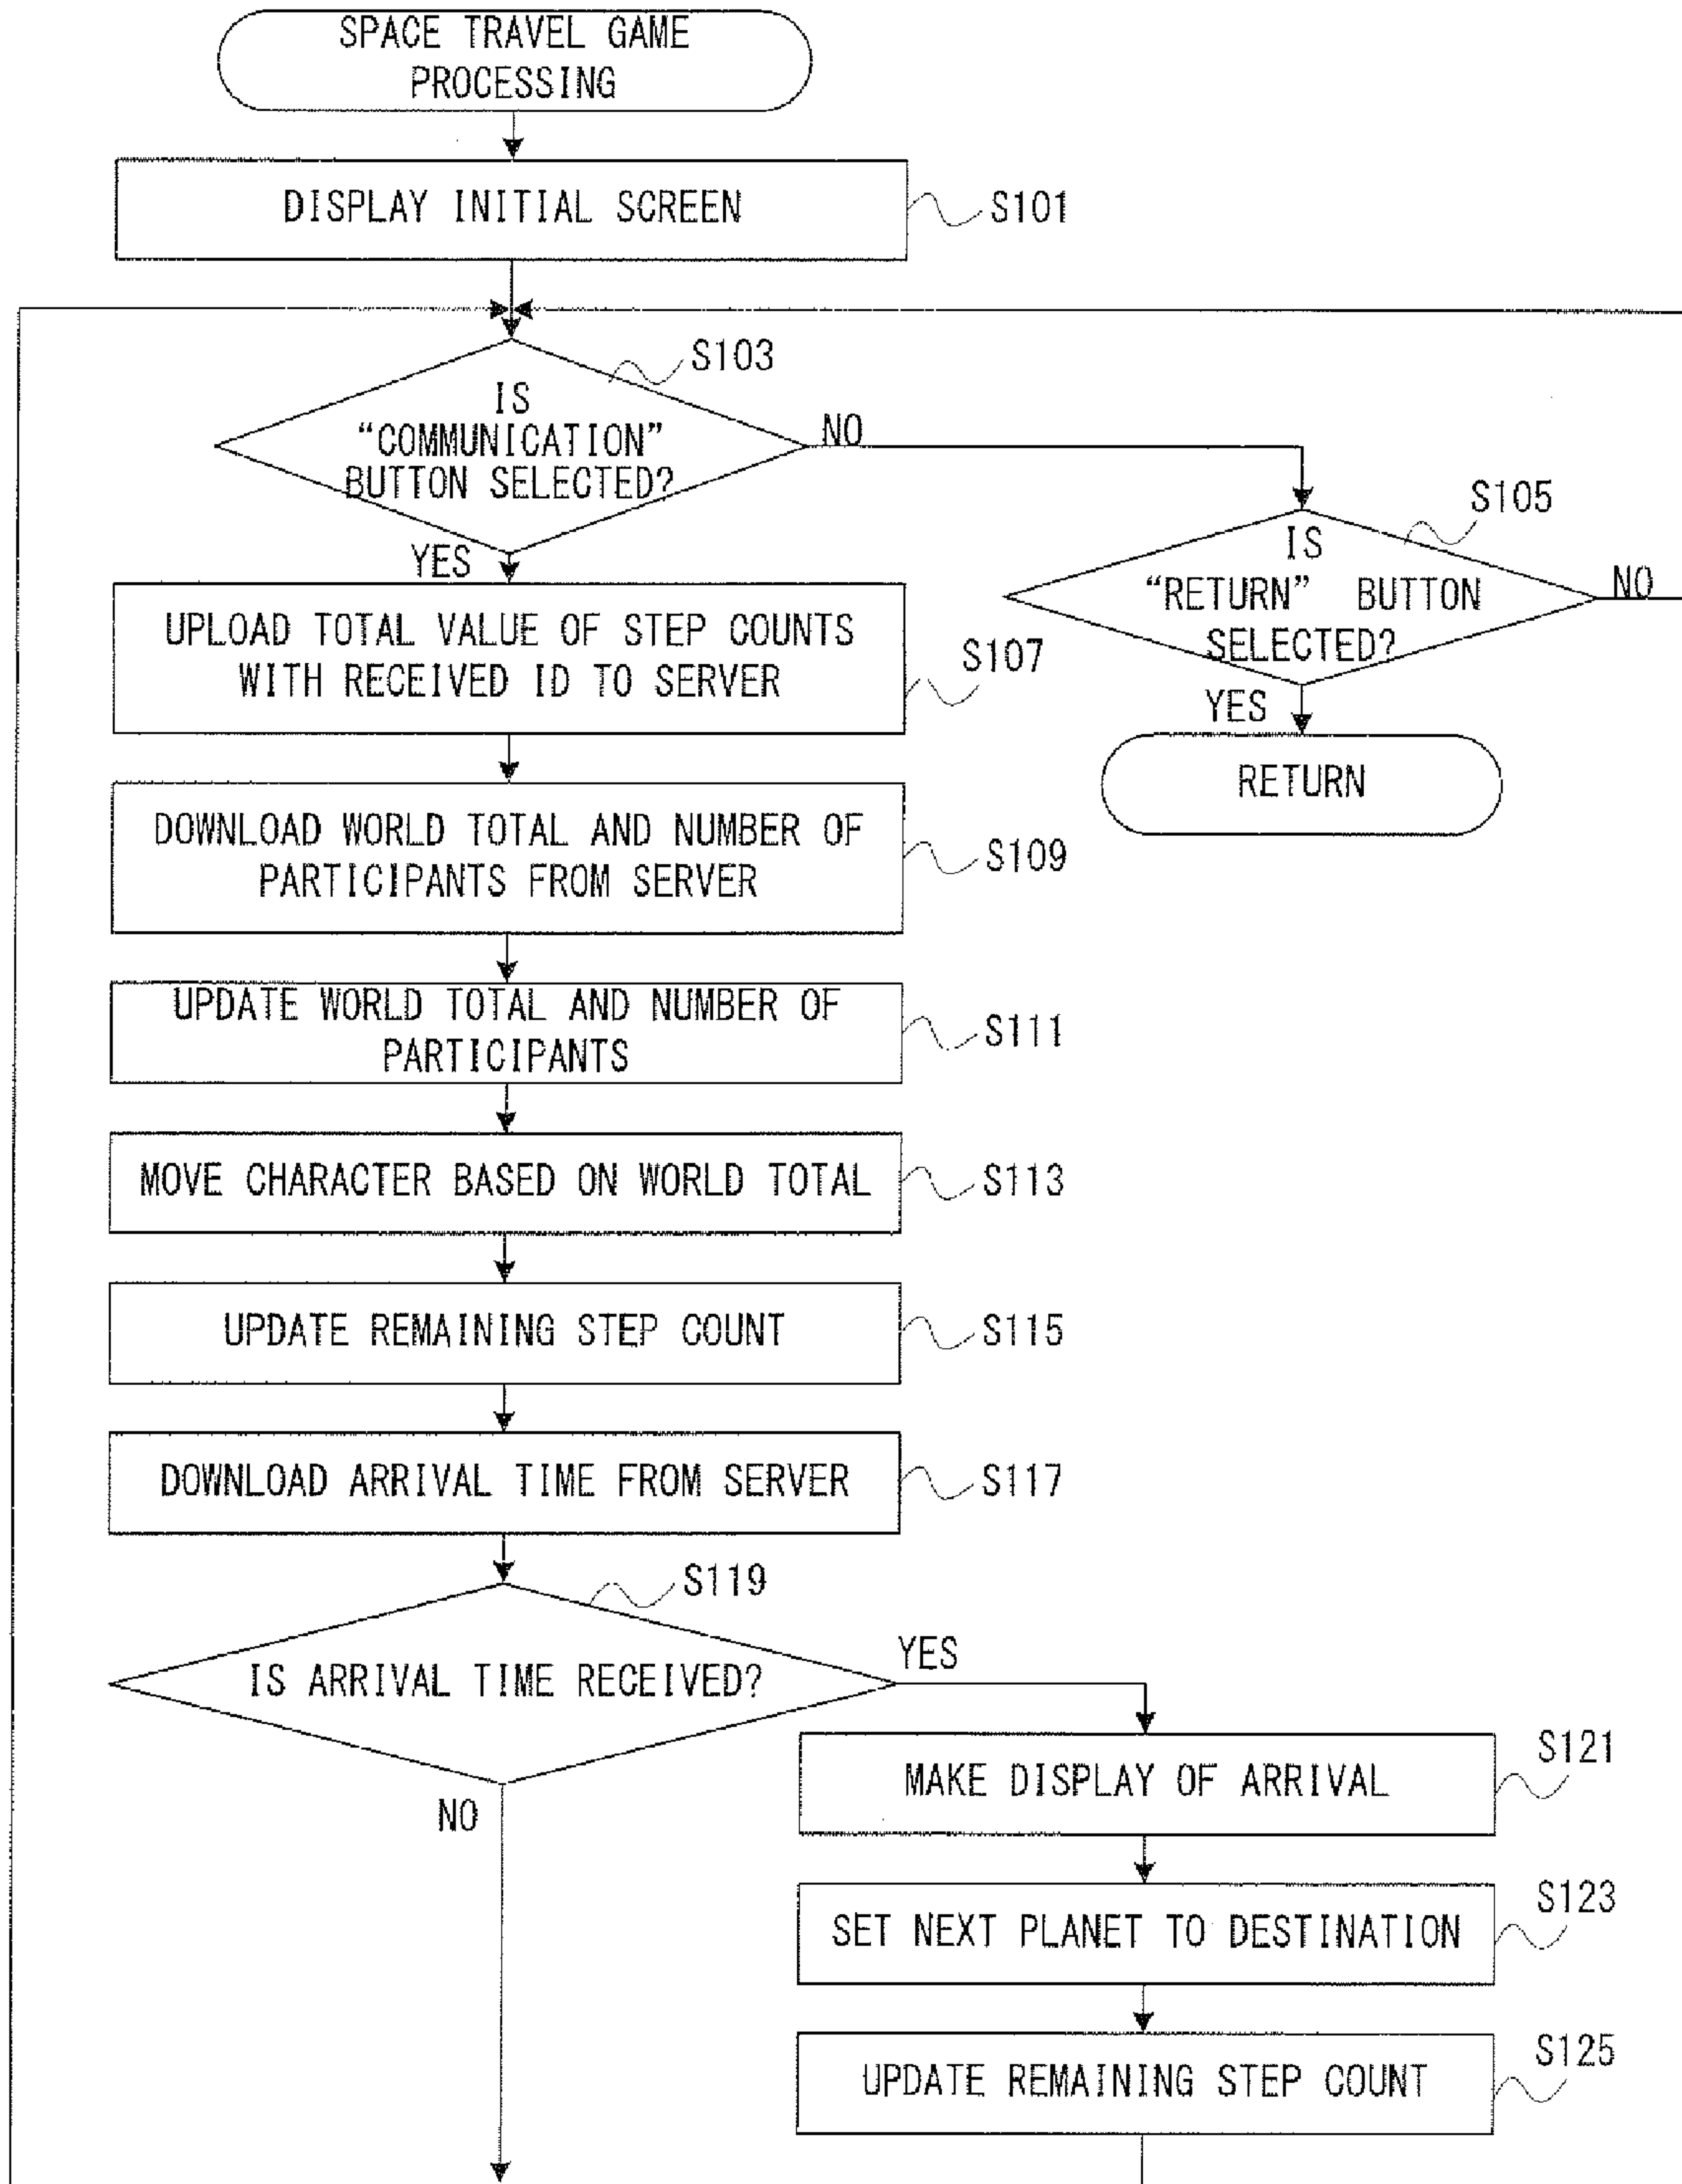 SPACE TRAVEL GAME
PROCESSING
DISPLAY INITIAL SCREEN
S101
S103
IS
“COMMUNICATION”
BUTTON SELECTED?
NO
YES
S105
IS
“RETURN” BUTTON
SELECTED?
NO
YES
RETURN
UPLOAD TOTAL VALUE OF STEP COUNTS
WITH RECEIVED ID TO SERVER
S107
DOWNLOAD WORLD TOTAL AND NUMBER OF
PARTICIPANTS FROM SERVER
S109
UPDATE WORLD TOTAL AND NUMBER OF
PARTICIPANTS
S111
MOVE CHARACTER BASED ON WORLD TOTAL
S113
UPDATE REMAINING STEP COUNT
S115
DOWNLOAD ARRIVAL TIME FROM SERVER
S117
S119
IS ARRIVAL TIME RECEIVED?
YES
NO
MAKE DISPLAY OF ARRIVAL
S121
SET NEXT PLANET TO DESTINATION
S123
UPDATE REMAINING STEP COUNT
S125